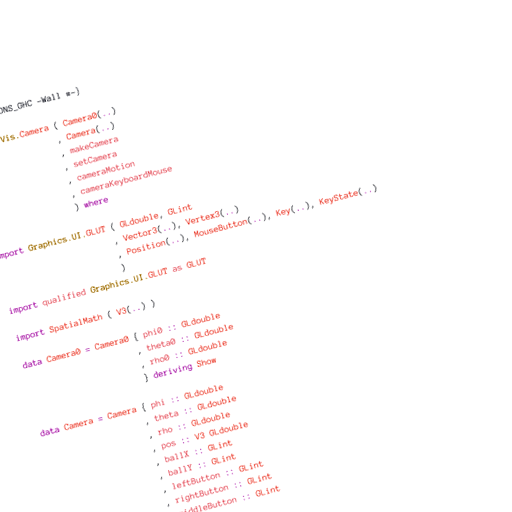 ONS_GHC -Wall #-}
Vis.Camera ( Camera0(..)
, Camera(..)
, makeCamera
, setCamera
, cameraMotion
, cameraKeyboardMouse
) where
import Graphics.UI.GLUT ( GLdouble, GLint
, Vector3(..), Vertex3(..)
, Position(..), MouseButton(..), Key(..), KeyState(..)
)
import qualified Graphics.UI.GLUT as GLUT
import SpatialMath ( V3(..) )
data Camera0 = Camera0 { phi0 :: GLdouble
, theta0 :: GLdouble
, rho0 :: GLdouble
} deriving Show
data Camera = Camera { phi :: GLdouble
, theta :: GLdouble
, rho :: GLdouble
, pos :: V3 GLdouble
, ballX :: GLint
, ballY :: GLint
, leftButton :: GLint
, rightButton :: GLint
, middleButton :: GLint